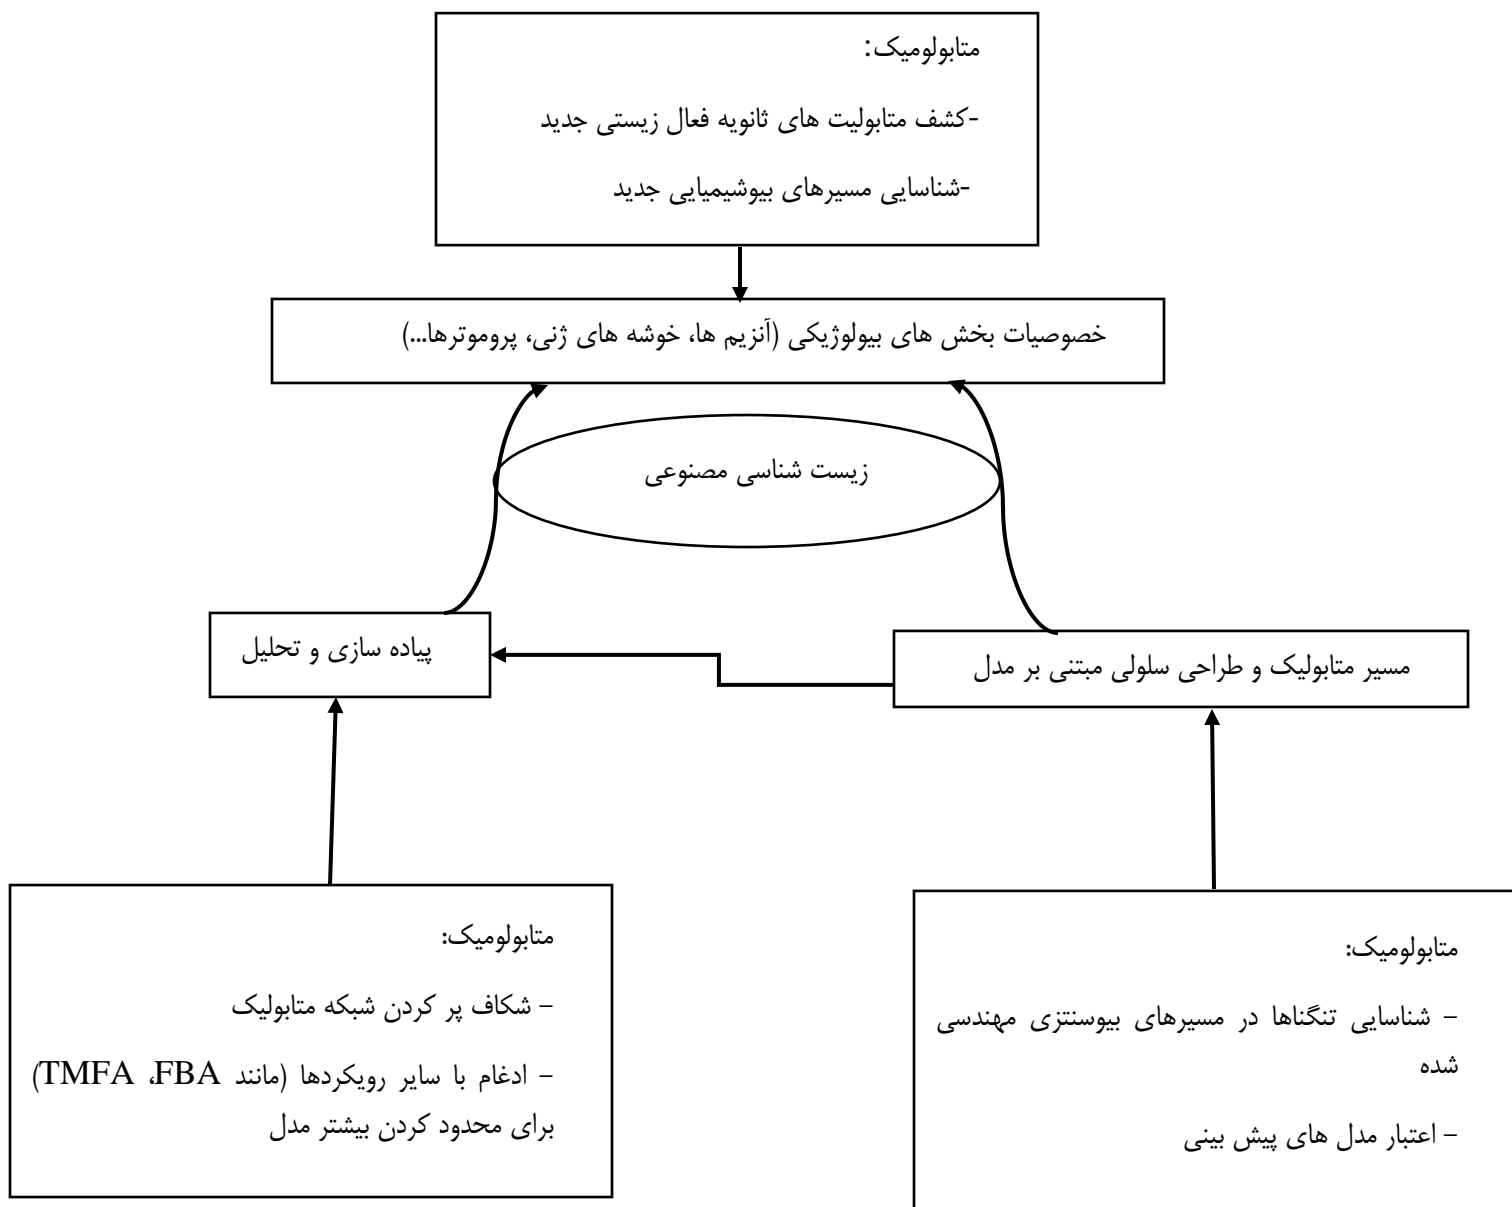 متابولومیک:
-کشف متابولیت های ثانویه فعال زیستی جدید
-شناسایی مسیرهای بیوشیمیایی جدید
خصوصیات بخش های بیولوژیکی (آنزیم ها، خوشه های ژنی، پروموترها...)
زیست شناسی مصنوعی
پیاده سازی و تحلیل
مسیر متابولیک و طراحی سلولی مبتنی بر مدل
متابولومیک:
– شناسایی تنگناها در مسیرهای بیوسنتزی مهندسی
شده
– اعتبار مدل های پیش بینی
متابولومیک:
– شکاف پر کردن شبکه متابولیک
– ادغام با سایر رویکردها (مانند TMFA ،FBA)
برای محدود کردن بیشتر مدل